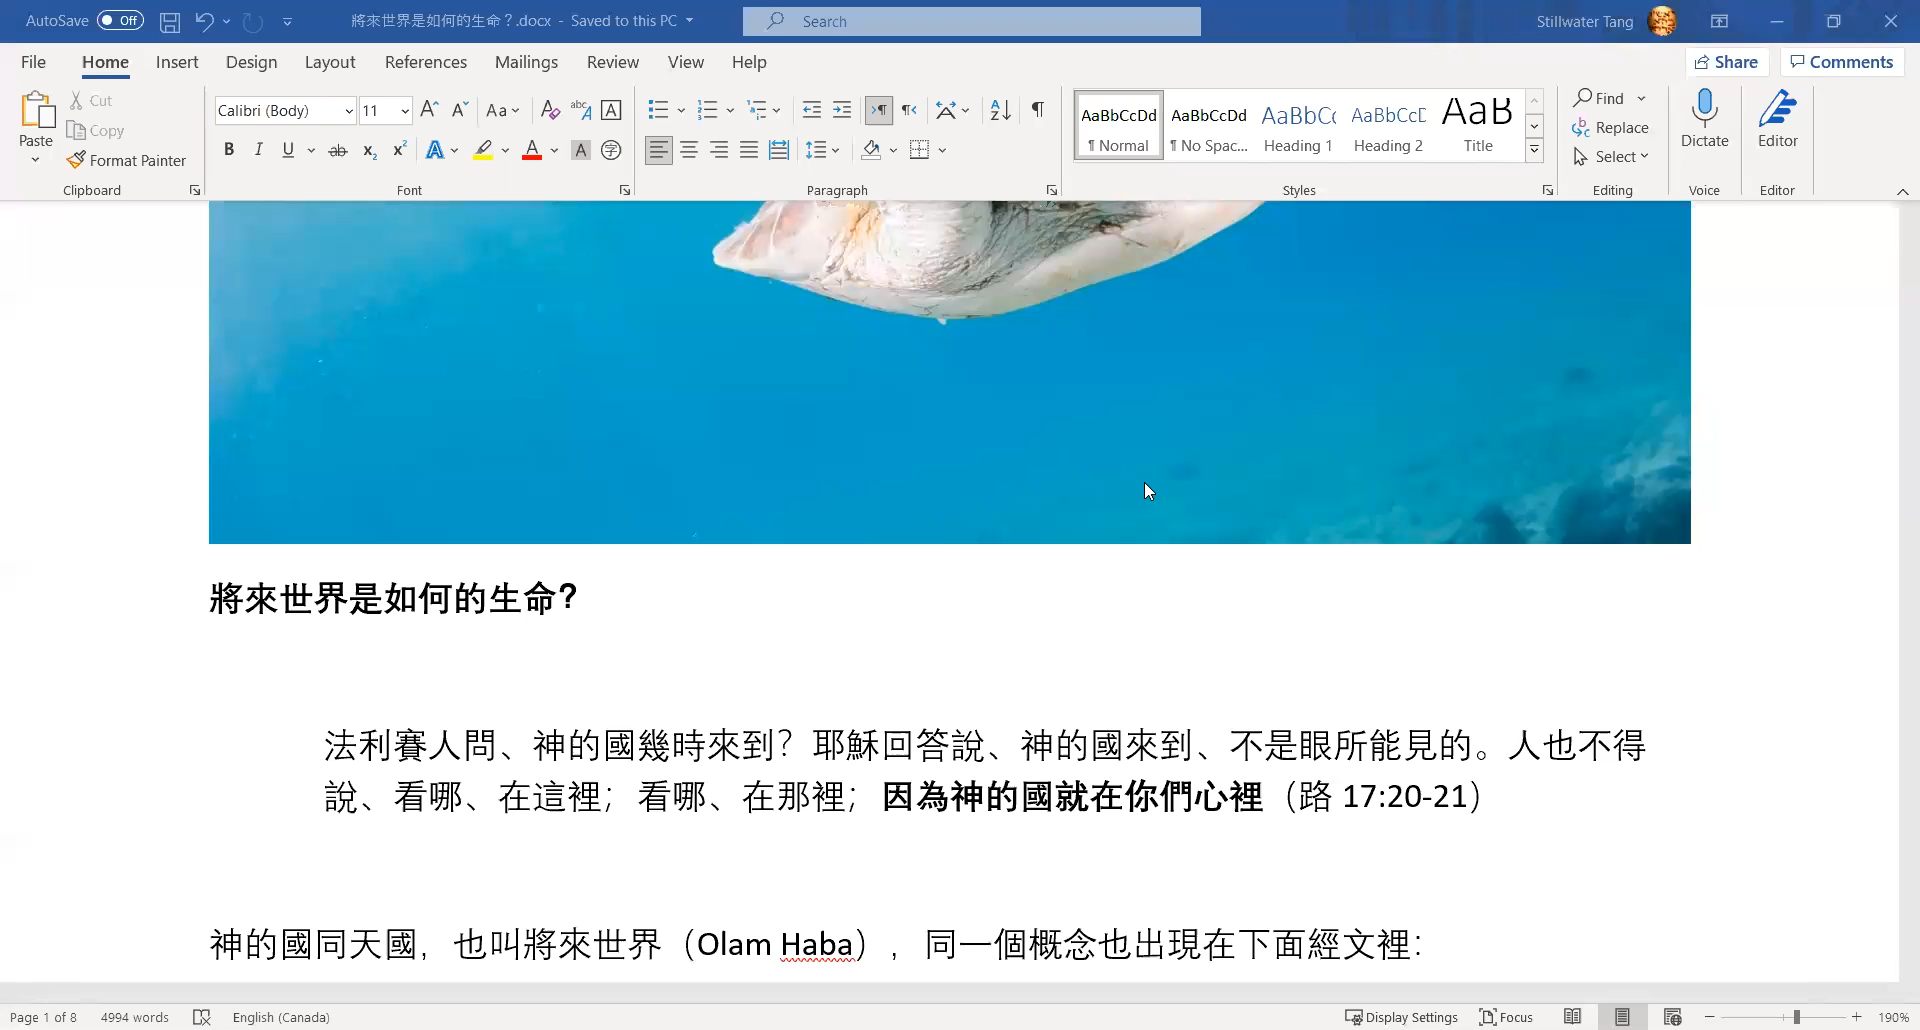 AutoSave Off 將來世界是如何的生命？.docx - Saved to this PC Search Stillwater Tang
File Home Insert Design Layout References Mailings Review View Help Share Comments
Paste
Cut
Copy
Format Painter
Clipboard
Calibri (Body) 11
Font
Paragraph
AaBbCcDd AaBbCcDd AaBbCc AaBbCcD AaB
¶ Normal ¶ No Spac... Heading 1 Heading 2 Title
Styles
Find
Replace
Select
Editing
Dictate
Voice
Editor
Editor
將來世界是如何的生命?
法利賽人問、神的國幾時來到？耶穌回答說、神的國來到、不是眼所能見的。人也不得
說、看哪、在這裡；看哪、在那裡；因為神的國就在你們心裡（路 17:20-21）
神的國同天國，也叫將來世界（Olam Haba），同一個概念也出現在下面經文裡：
Page 1 of 8 4994 words English (Canada) Display Settings Focus 190%